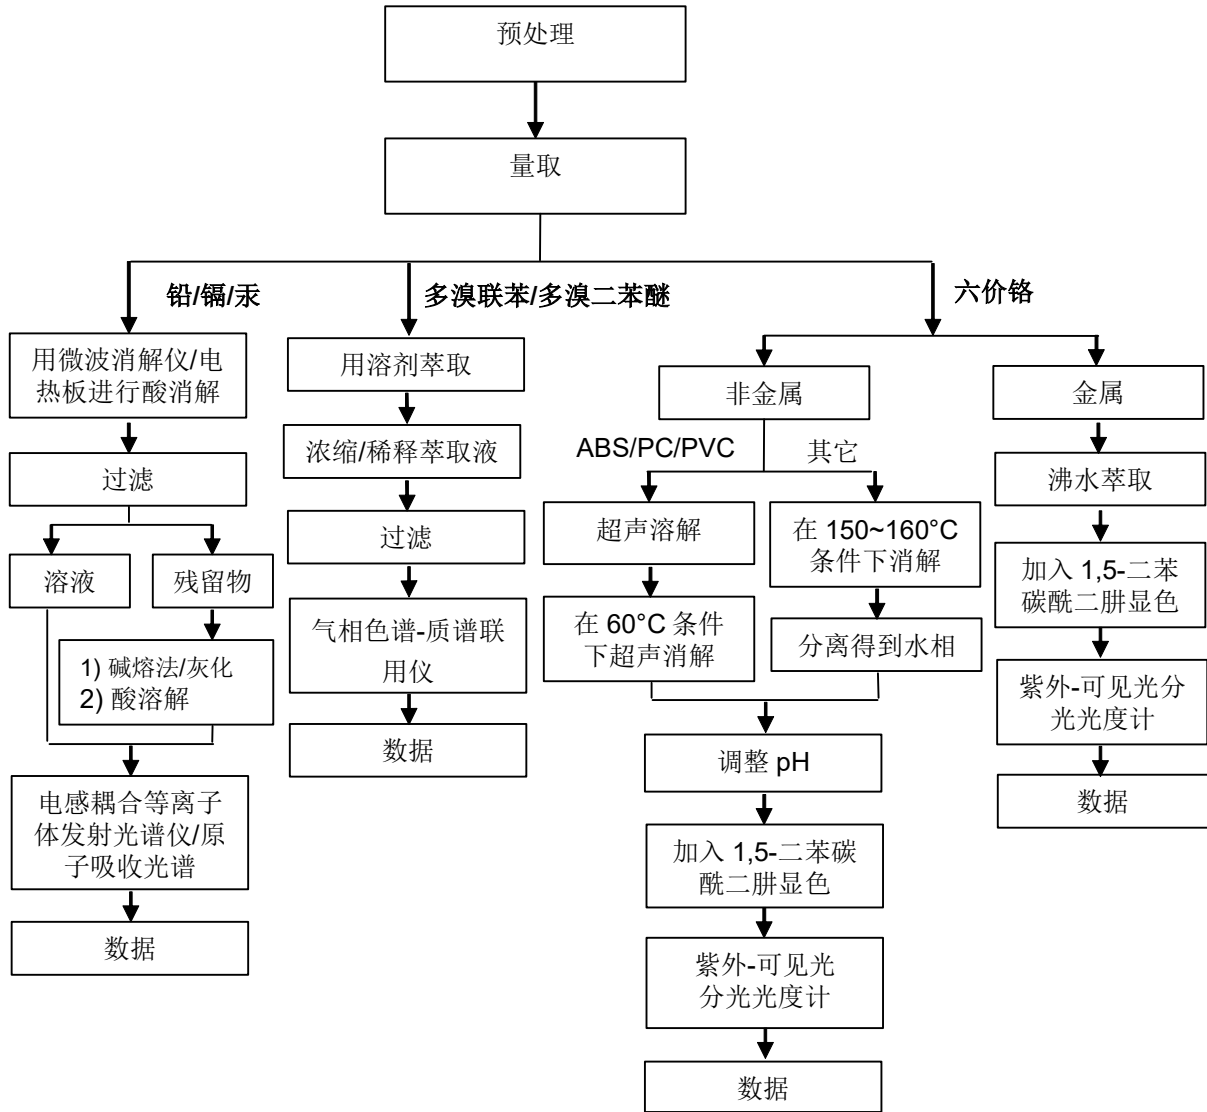 预处理
量取
铅/镉/汞
用微波消解仪/电
热板进行酸消解
过滤
溶液
残留物
1) 碱熔法/灰化
2) 酸溶解
电感耦合等离子
体发射光谱仪/原
子吸收光谱
数据
多溴联苯/多溴二苯醚
用溶剂萃取
浓缩/稀释萃取液
过滤
气相色谱-质谱联
用仪
数据
六价铬
非金属
ABS/PC/PVC
其它
超声溶解
在 60°C 条件
下超声消解
在 150~160°C
条件下消解
分离得到水相
调整 pH
加入 1,5-二苯碳
酰二肼显色
紫外-可见光
分光光度计
数据
金属
沸水萃取
加入 1,5-二苯
碳酰二肼显色
紫外-可见光分
光光度计
数据